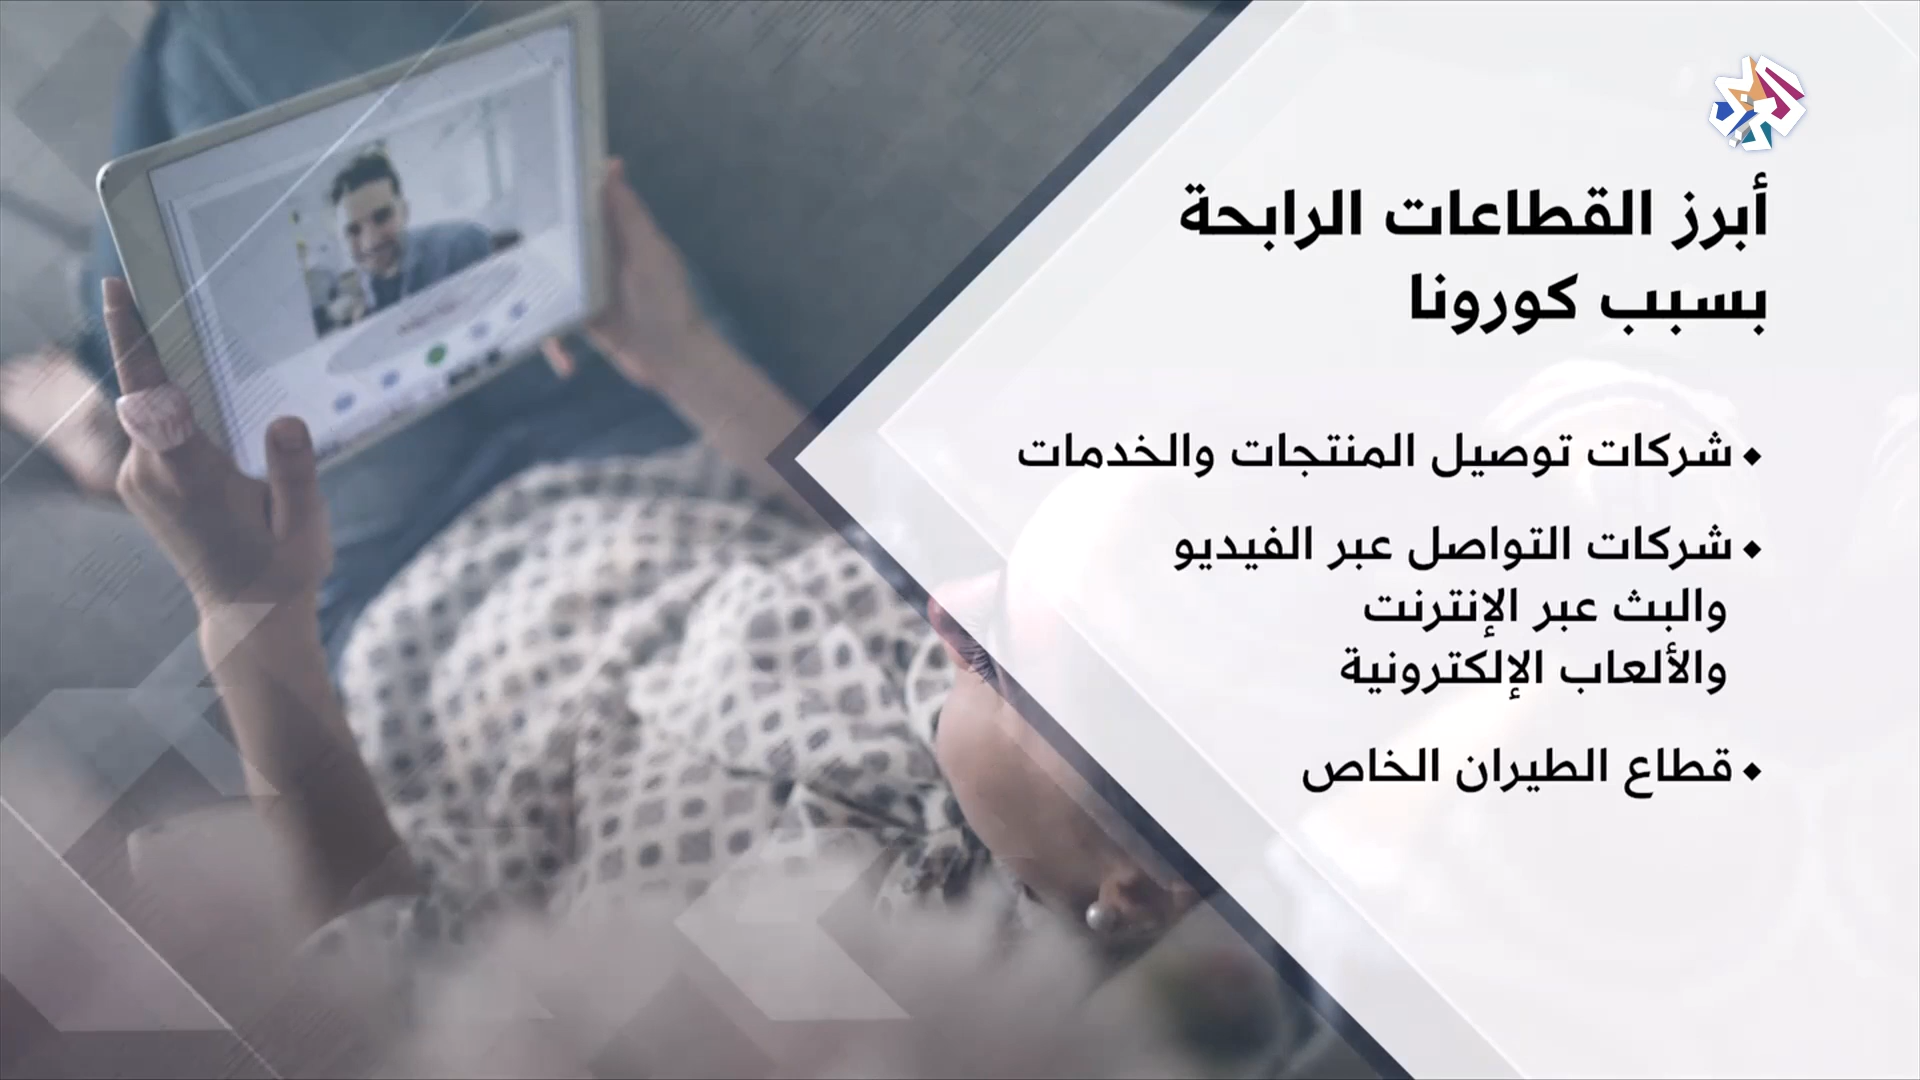 أبرز القطاعات الرابحة
بسبب كورونا
شركات توصيل المنتجات والخدمات
شركات التواصل عبر الفيديو
والبث عبر الإنترنت
والألعاب الإلكترونية
قطاع الطيران الخاص